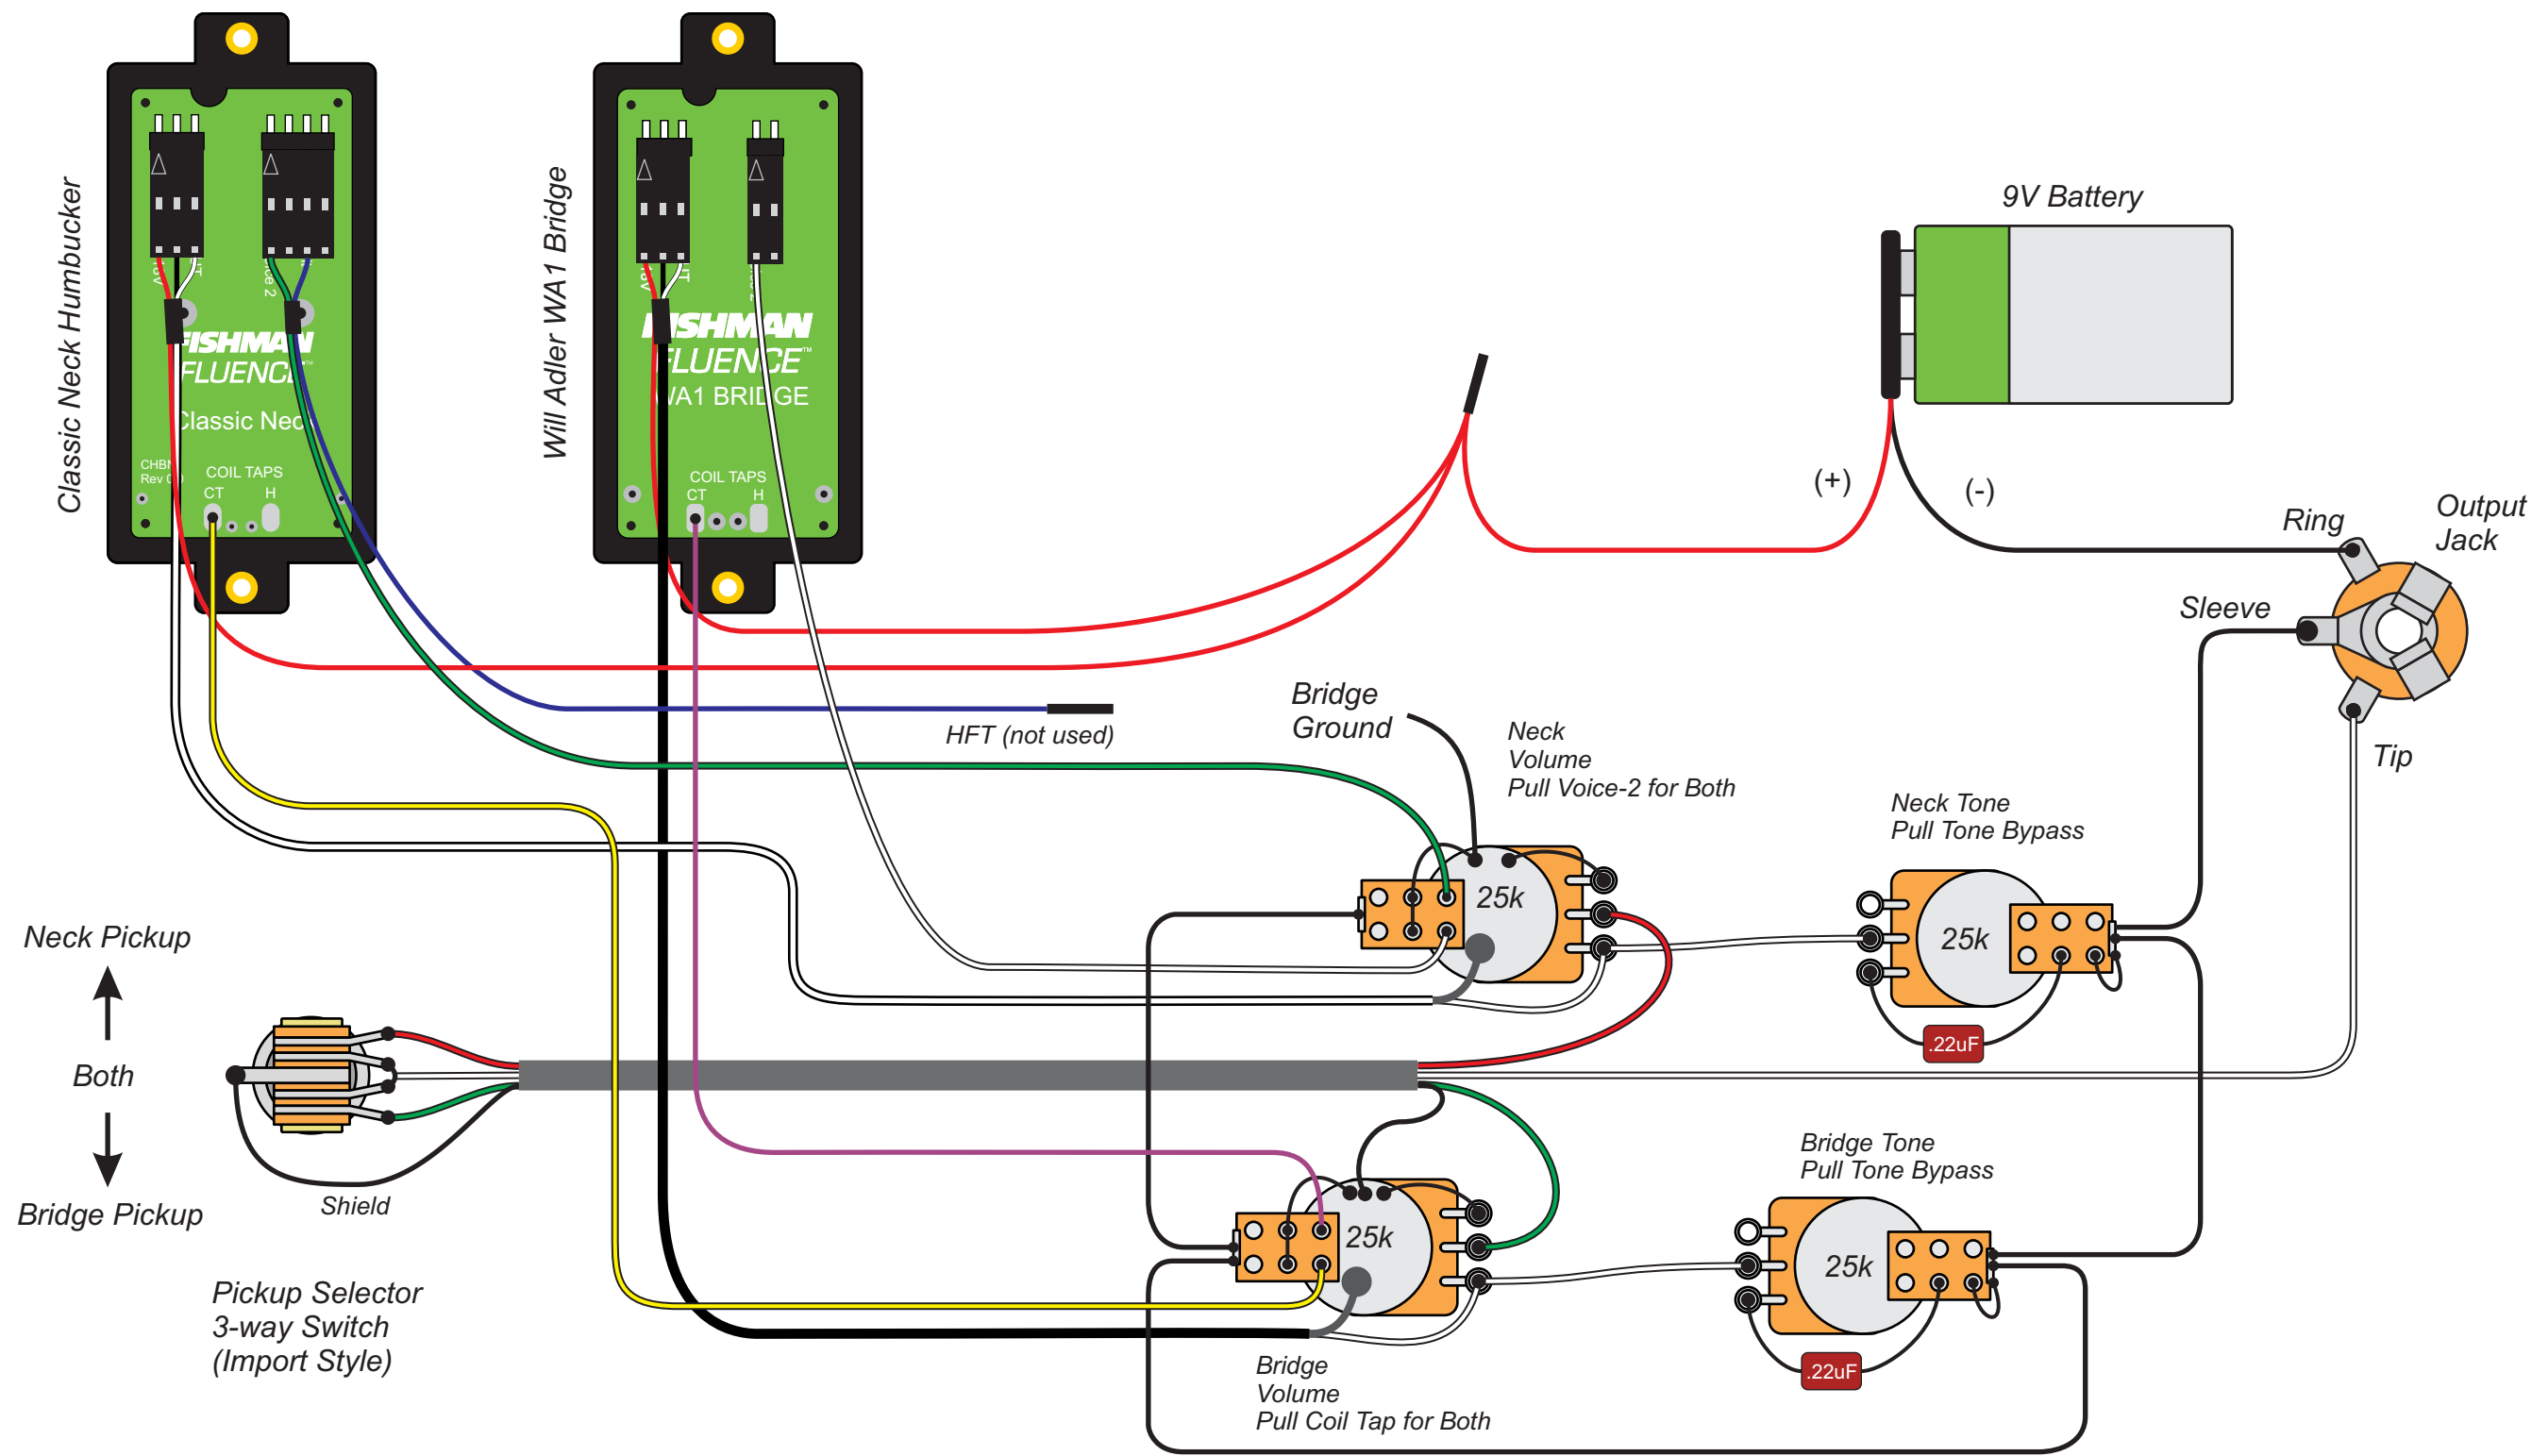 Classic Neck Humbucker
FISHMAN
FLUENCE™
Classic Nec
COIL TAPS
CT
H
Will Adler WA1 Bridge
FISHMAN
FLUENCE™
WA1 BRIDGE
COIL TAPS
CT
H
9V Battery
(+)
(-)
Ring
Output
Jack
Sleeve
Tip
HFT (not used)
Bridge
Ground
Neck
Volume
Pull Voice-2 for Both
25k
Neck Tone
Pull Tone Bypass
25k
.22uF
Neck Pickup
Both
Bridge Pickup
Shield
Pickup Selector
3-way Switch
(Import Style)
25k
Bridge
Volume
Pull Coil Tap for Both
Bridge Tone
Pull Tone Bypass
25k
.22uF